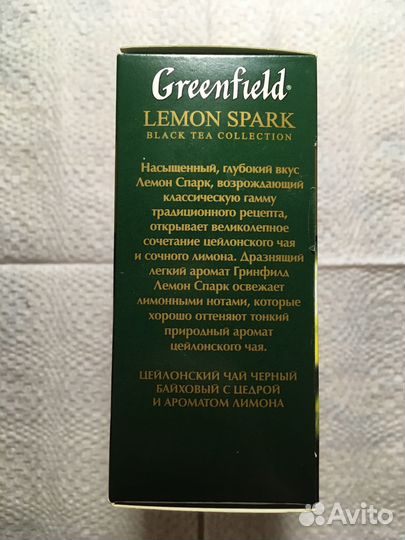 Greenfield®
LEMON SPARK
BLACK TEA COLLECTION
Насыщенный, глубокий вкус
Лемон Спарк, возрождающий
классическую гамму
традиционного рецепта,
открывает великолепное
сочетание цейлонского чая
и сочного лимона. Дразнящий
легкий аромат Гринфилд
Лемон Спарк освежает
лимонными нотами, которые
хорошо оттеняют тонкий
природный аромат
цейлонского чая.
ЦЕЙЛОНСКИЙ ЧАЙ ЧЕРНЫЙ
БАЙХОВЫЙ С ЦЕДРОЙ
И АРОМАТОМ ЛИМОНА
Avito